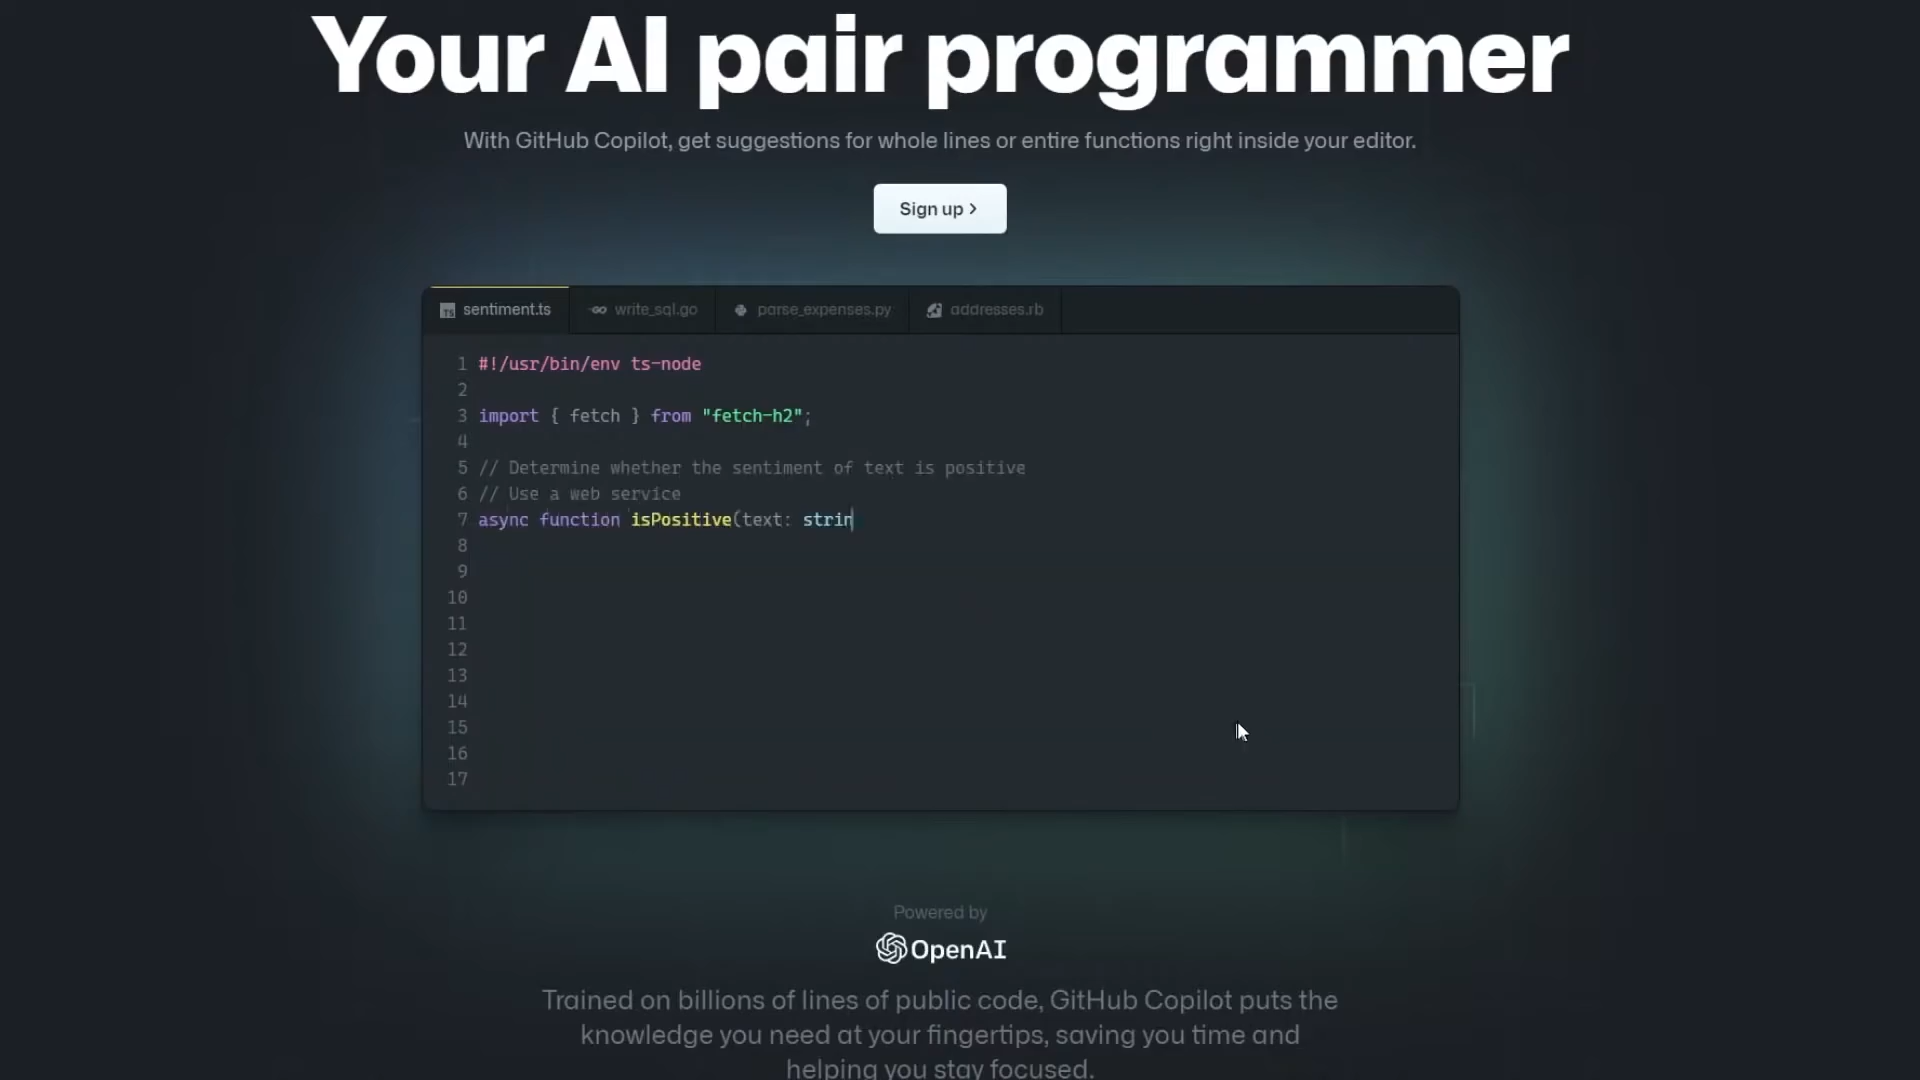 Your AI pair programmer
With GitHub Copilot, get suggestions for whole lines or entire functions right inside your editor.
Sign up >
TS sentiment.ts write_sql.go parse_expenses.py addresses.rb
1 #!/usr/bin/env ts-node
2
3 import { fetch } from "fetch-h2";
4
5 // Determine whether the sentiment of text is positive
6 // Use a web service
7 async function isPositive(text: strin
8
9
10
11
12
13
14
15
16
17
Powered by
OpenAI
Trained on billions of lines of public code, GitHub Copilot puts the
knowledge you need at your fingertips, saving you time and
helping you stay focused.